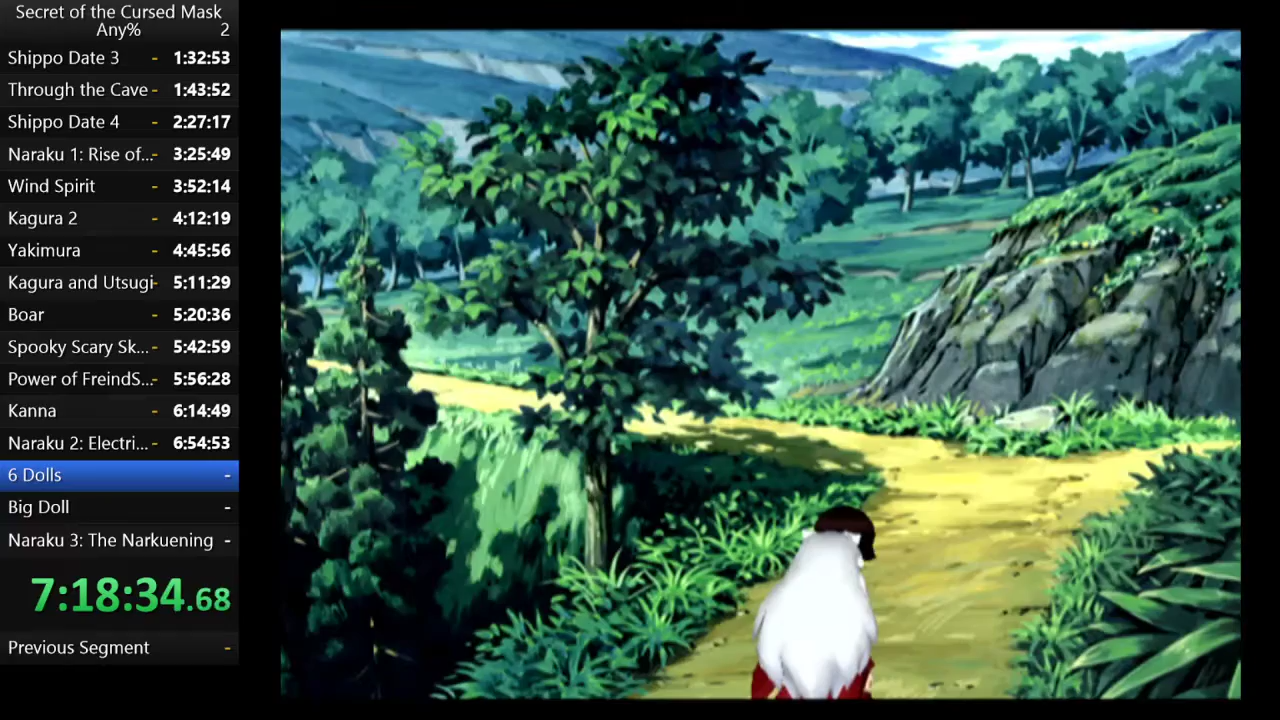 Secret of the Cursed Mask
Any% 2
Shippo Date 3 - 1:32:53
Through the Cave - 1:43:52
Shippo Date 4 - 2:27:17
Naraku 1: Rise of... - 3:25:49
Wind Spirit - 3:52:14
Kagura 2 - 4:12:19
Yakimura - 4:45:56
Kagura and Utsugi - 5:11:29
Boar - 5:20:36
Spooky Scary Sk... - 5:42:59
Power of FreindS... - 5:56:28
Kanna - 6:14:49
Naraku 2: Electri... - 6:54:53
6 Dolls -
Big Doll -
Naraku 3: The Narkuening -
7:18:34.68
Previous Segment -